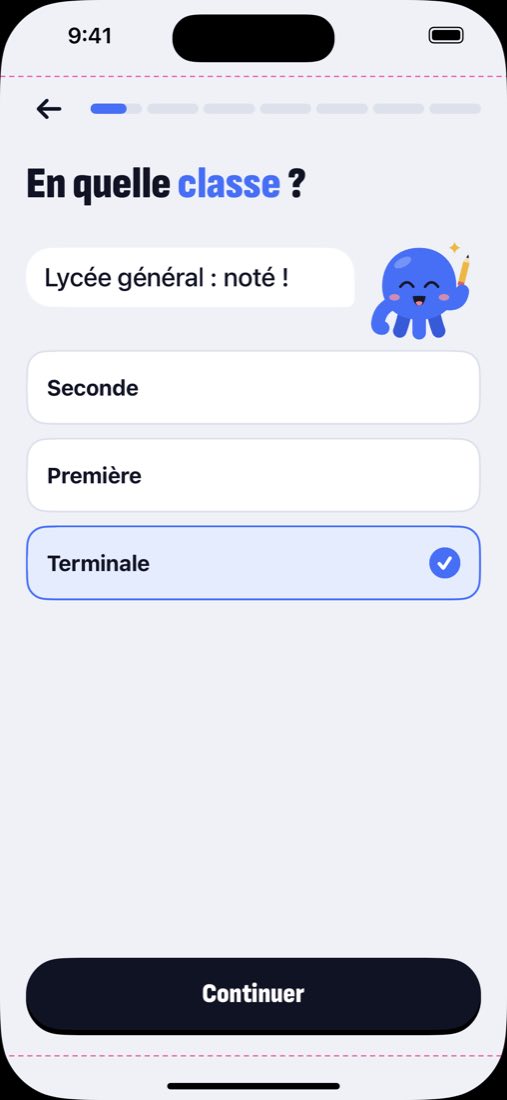 9:41
En quelle classe ?
Lycée général : noté !
Seconde
Première
Terminale
Continuer